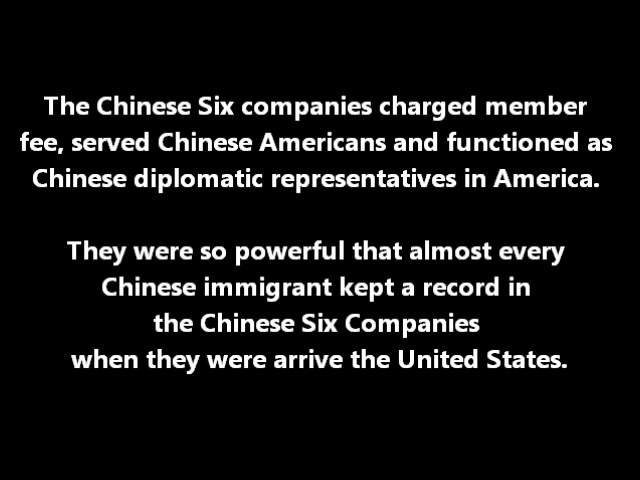 The Chinese Six companies charged member
fee, served Chinese Americans and functioned as
Chinese diplomatic representatives in America.
They were so powerful that almost every
Chinese immigrant kept a record in
the Chinese Six Companies
when they were arrive the United States.